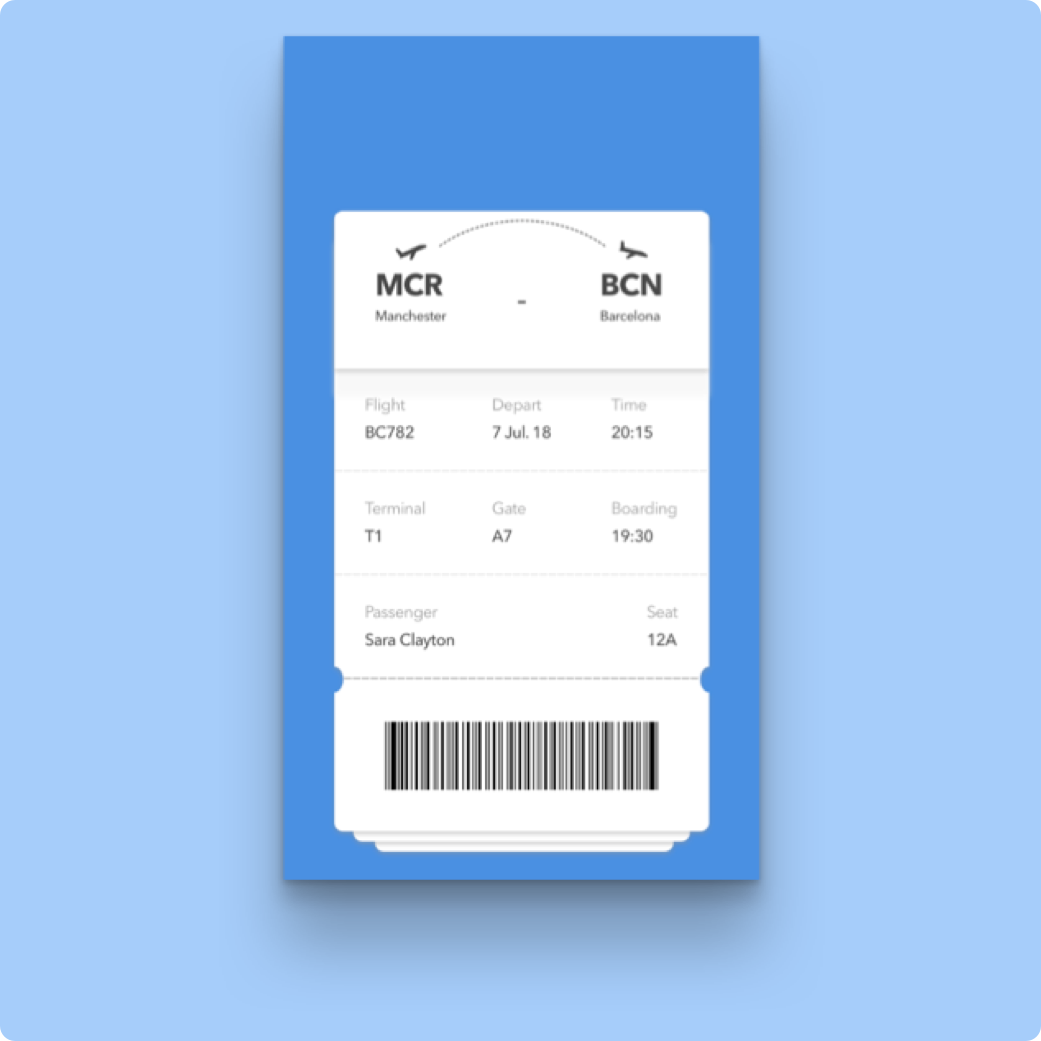 MCR - BCN
Manchester Barcelona
Flight Depart Time
BC782 7 Jul. 18 20:15
Terminal Gate Boarding
T1 A7 19:30
Passenger Seat
Sara Clayton 12A